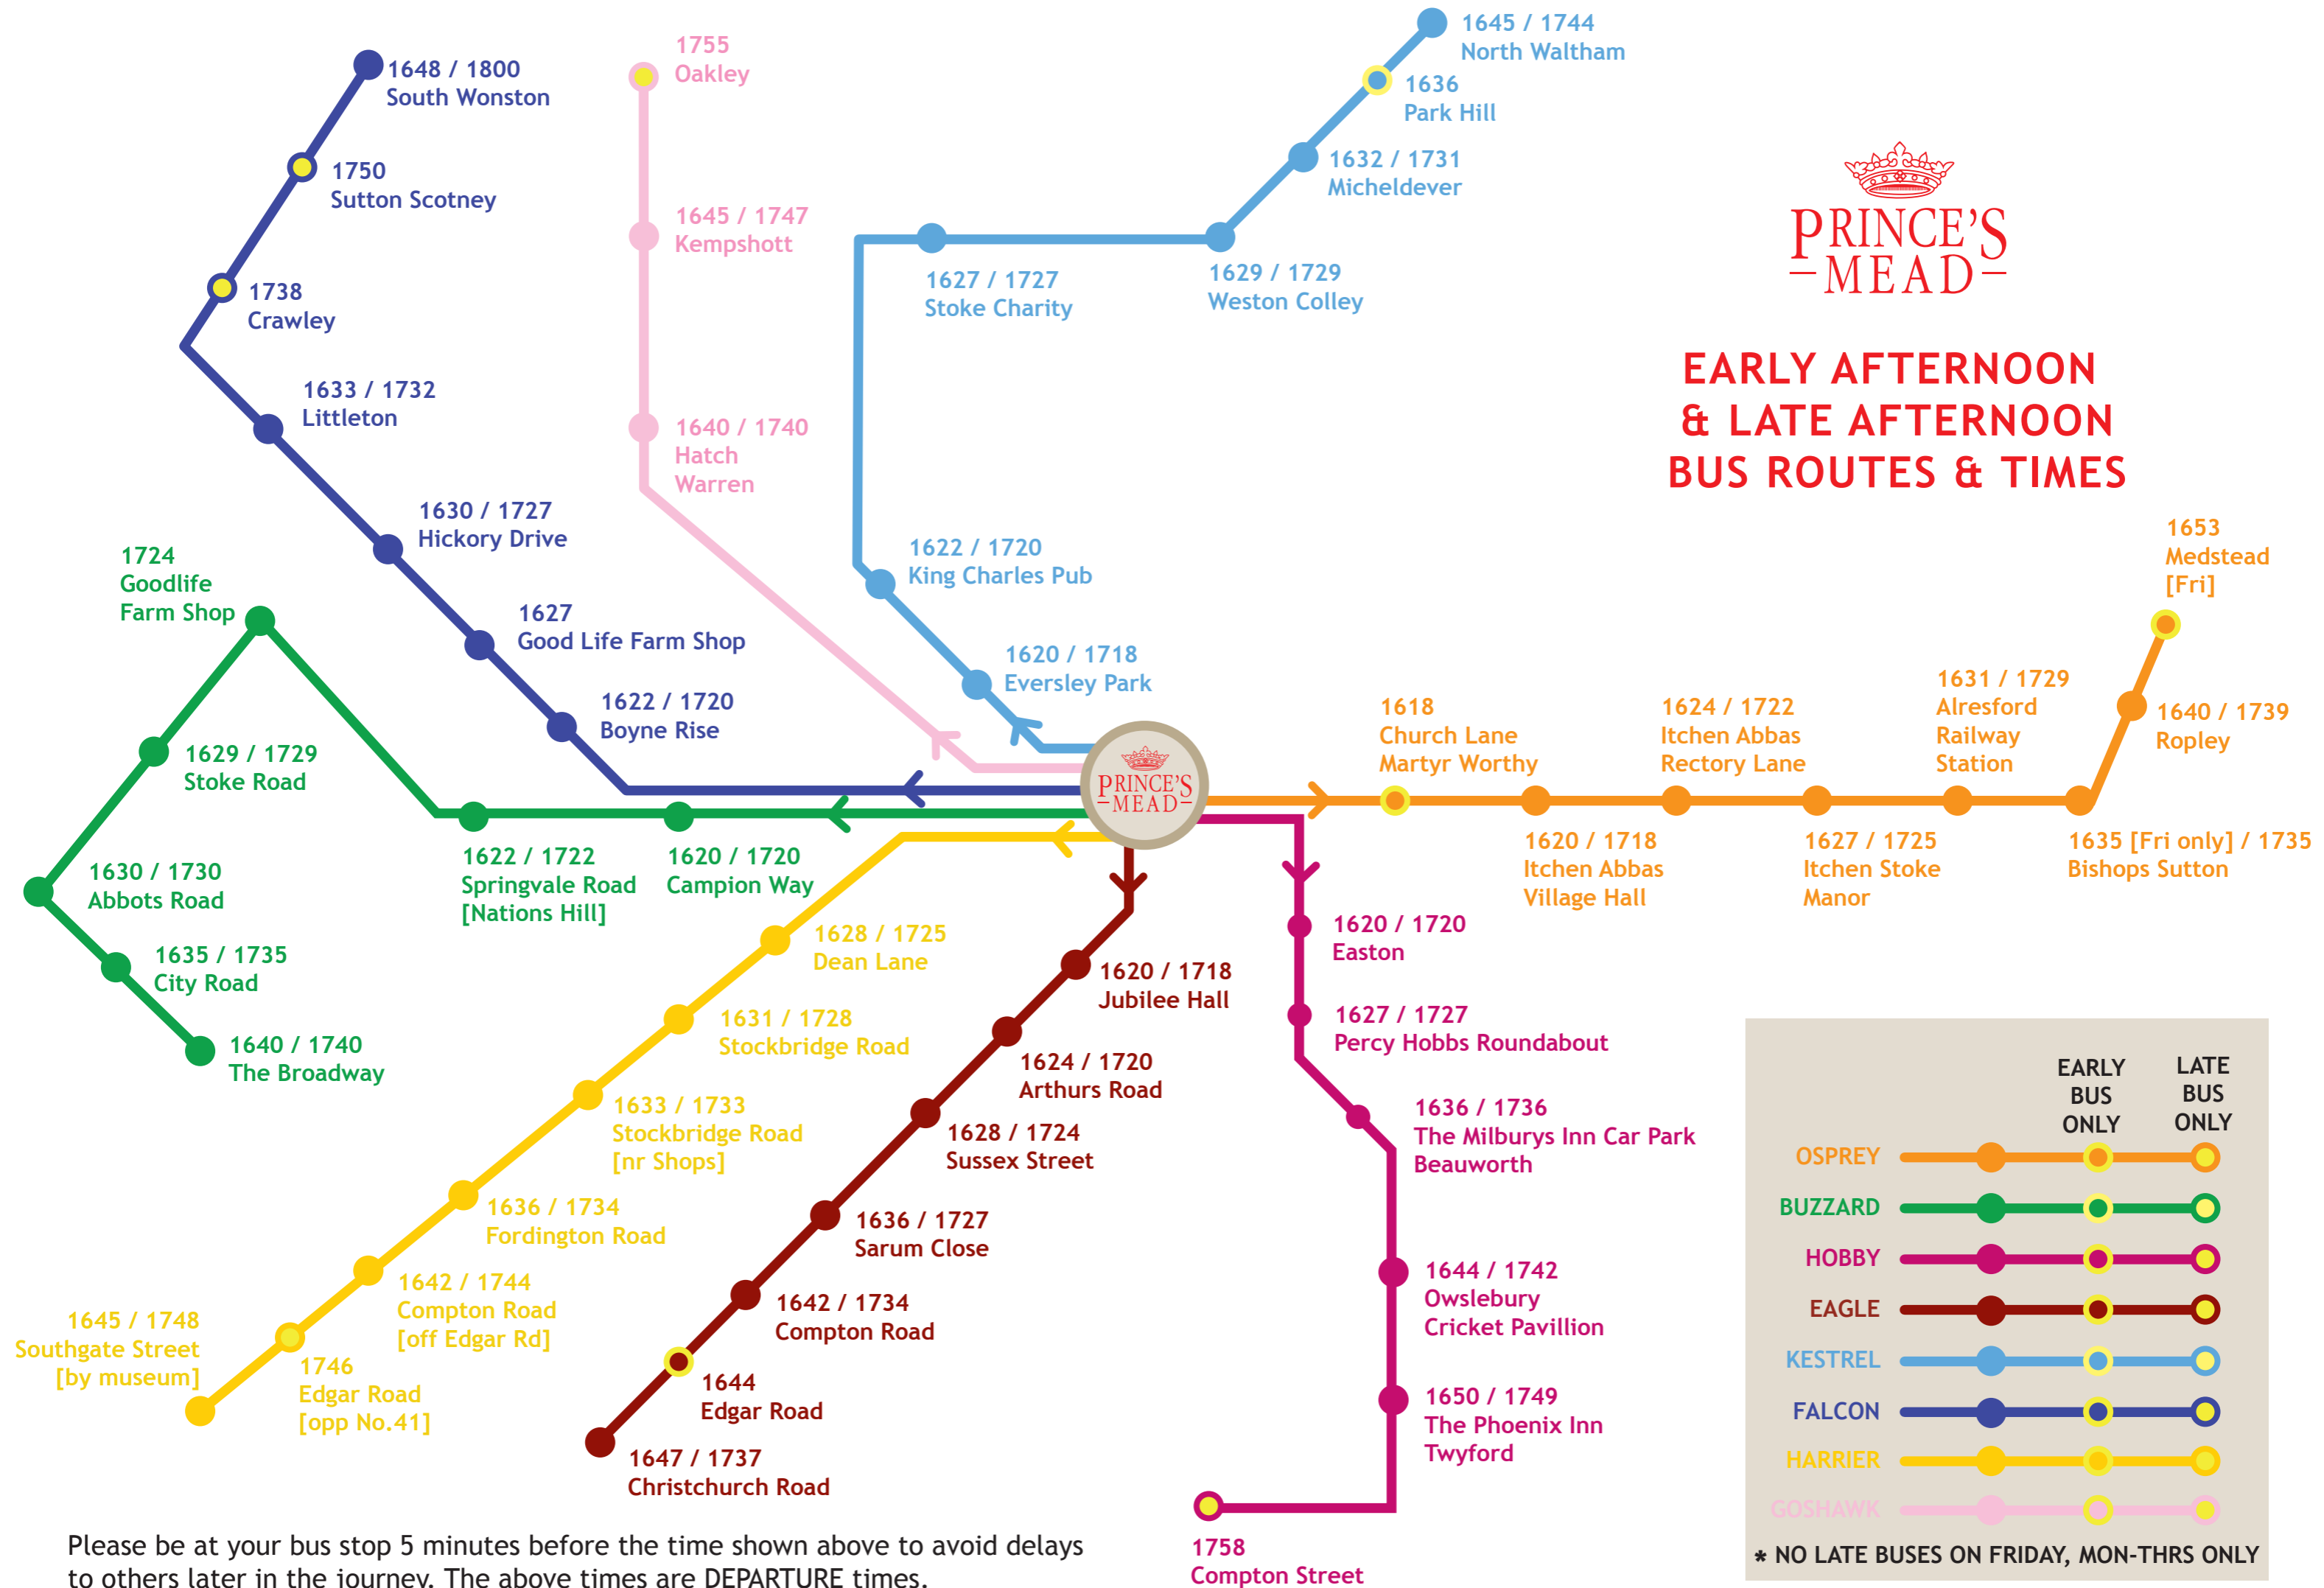 1648 / 1800
South Wonston
1750
Sutton Scotney
1738
Crawley
1633 / 1732
Littleton
1630 / 1727
Hickory Drive
1627
Good Life Farm Shop
1622 / 1720
Boyne Rise
1755
Oakley
1645 / 1747
Kempshott
1640 / 1740
Hatch
Warren
1645 / 1744
North Waltham
1636
Park Hill
1632 / 1731
Micheldever
1629 / 1729
Weston Colley
1627 / 1727
Stoke Charity
1622 / 1720
King Charles Pub
1620 / 1718
Eversley Park
PRINCE'S
MEAD
EARLY AFTERNOON
& LATE AFTERNOON
BUS ROUTES & TIMES
1724
Goodlife
Farm Shop
1629 / 1729
Stoke Road
1630 / 1730
Abbots Road
1635 / 1735
City Road
1640 / 1740
The Broadway
1622 / 1722
Springvale Road
[Nations Hill]
1620 / 1720
Campion Way
PRINCE'S
MEAD
1618
Church Lane
Martyr Worthy
1620 / 1718
Itchen Abbas
Village Hall
1624 / 1722
Itchen Abbas
Rectory Lane
1627 / 1725
Itchen Stoke
Manor
1631 / 1729
Alresford
Railway
Station
1635 [Fri only] / 1735
Bishops Sutton
1640 / 1739
Ropley
1653
Medstead
[Fri]
1628 / 1725
Dean Lane
1631 / 1728
Stockbridge Road
1633 / 1733
Stockbridge Road
[nr Shops]
1636 / 1734
Fordington Road
1642 / 1744
Compton Road
[off Edgar Rd]
1746
Edgar Road
[opp No.41]
1645 / 1748
Southgate Street
[by museum]
1620 / 1718
Jubilee Hall
1624 / 1720
Arthurs Road
1628 / 1724
Sussex Street
1636 / 1727
Sarum Close
1642 / 1734
Compton Road
1644
Edgar Road
1647 / 1737
Christchurch Road
1620 / 1720
Easton
1627 / 1727
Percy Hobbs Roundabout
1636 / 1736
The Milburys Inn Car Park
Beauworth
1644 / 1742
Owslebury
Cricket Pavillion
1650 / 1749
The Phoenix Inn
Twyford
1758
Compton Street
EARLY
BUS
ONLY
LATE
BUS
ONLY
OSPREY
BUZZARD
HOBBY
EAGLE
KESTREL
FALCON
HARRIER
GOSHAWK
* NO LATE BUSES ON FRIDAY, MON-THRS ONLY
Please be at your bus stop 5 minutes before the time shown above to avoid delays
to others later in the journey. The above times are DEPARTURE times.